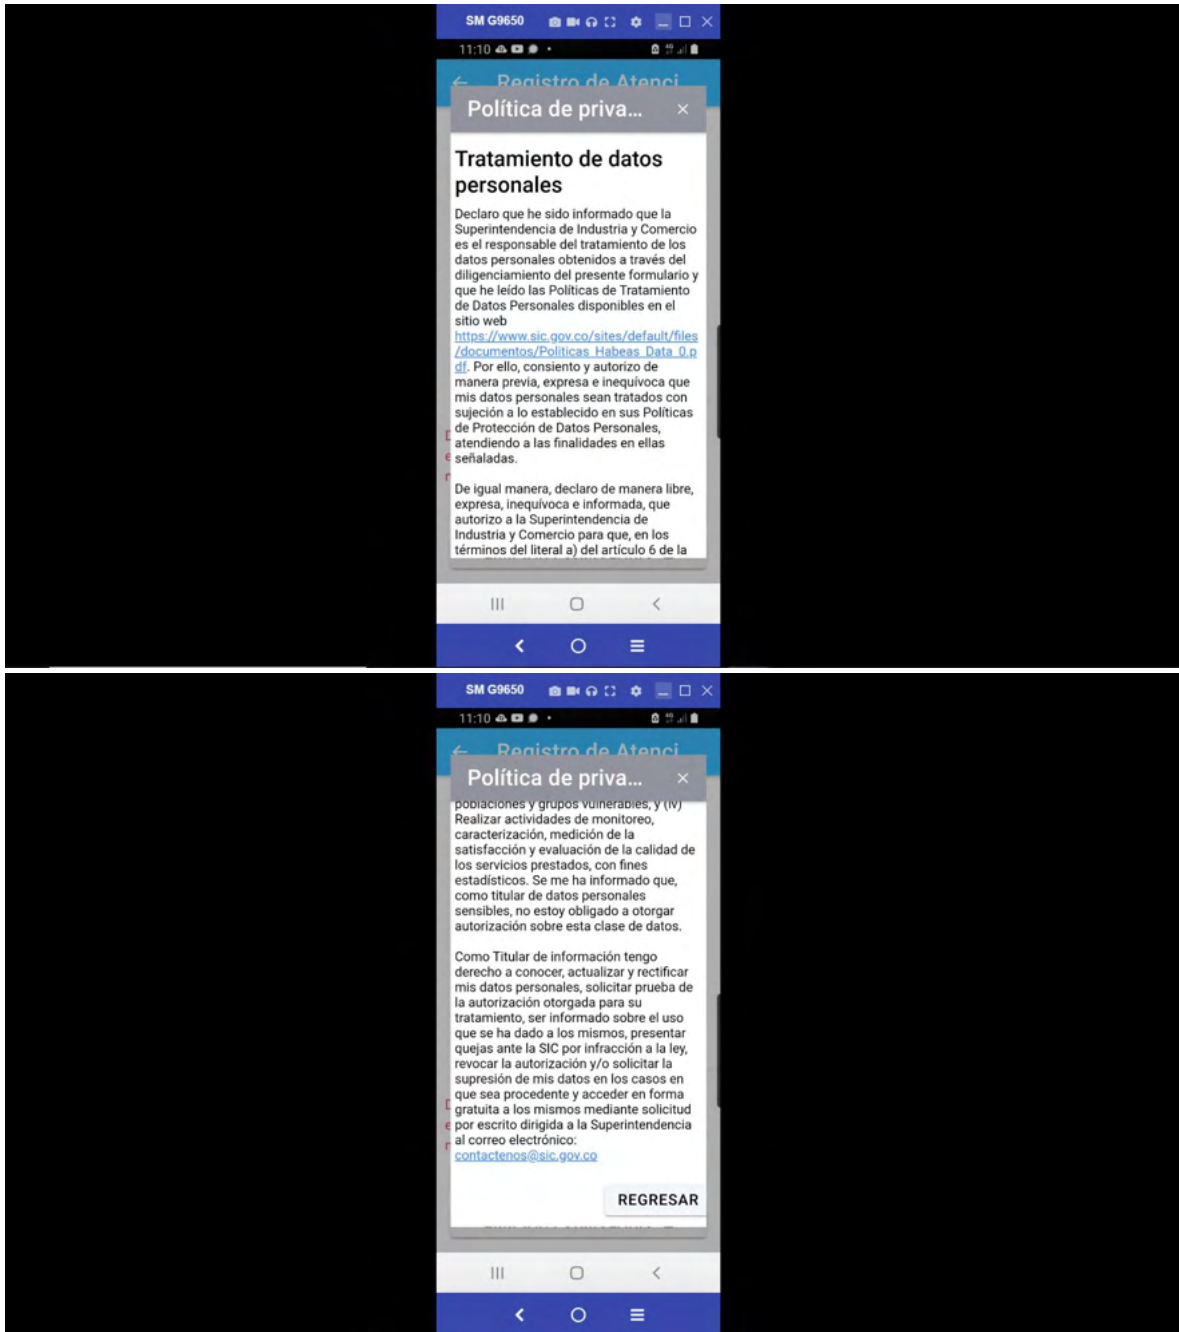 SM G9650
11:10
Registro de Atenci
Política de priva...
Tratamiento de datos
personales
Declaro que he sido informado que la
Superintendencia de Industria y Comercio
es el responsable del tratamiento de los
datos personales obtenidos a través del
diligenciamiento del presente formulario y
que he leído las Políticas de Tratamiento
de Datos Personales disponibles en el
sitio web
https://www.sic.gov.co/sites/default/files
/documentos/Politicas_Habeas_Data_0.p
df. Por ello, consiento y autorizo de
manera previa, expresa e inequívoca que
mis datos personales sean tratados con
sujeción a lo establecido en sus Políticas
de Protección de Datos Personales,
atendiendo a las finalidades en ellas
señaladas.
De igual manera, declaro de manera libre,
expresa, inequívoca e informada, que
autorizo a la Superintendencia de
Industria y Comercio para que, en los
términos del literal a) del artículo 6 de la
SM G9650
11:10
Registro de Atenci
Política de priva...
poblaciones y grupos vulnerables, y (iv)
Realizar actividades de monitoreo,
caracterización, medición de la
satisfacción y evaluación de la calidad de
los servicios prestados, con fines
estadísticos. Se me ha informado que,
como titular de datos personales
sensibles, no estoy obligado a otorgar
autorización sobre esta clase de datos.
Como Titular de información tengo
derecho a conocer, actualizar y rectificar
mis datos personales, solicitar prueba de
la autorización otorgada para su
tratamiento, ser informado sobre el uso
que se ha dado a los mismos, presentar
quejas ante la SIC por infracción a la ley,
revocar la autorización y/o solicitar la
supresión de mis datos en los casos en
que sea procedente y acceder en forma
gratuita a los mismos mediante solicitud
por escrito dirigida a la Superintendencia
al correo electrónico:
contactenos@sic.gov.co
REGRESAR